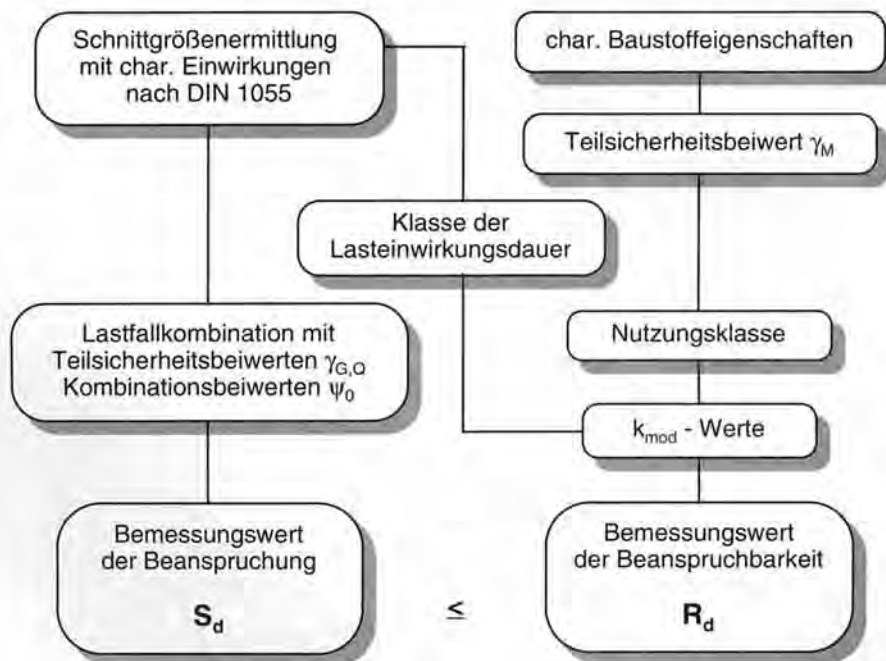 Schnittgrößenermittlung
mit char. Einwirkungen
nach DIN 1055
char. Baustoffeigenschaften
Teilsicherheitsbeiwert γM
Klasse der
Lasteinwirkungsdauer
Lastfallkombination mit
Teilsicherheitsbeiwerten γG,Q
Kombinationsbeiwerten ψ0
Nutzungsklasse
kmod - Werte
Bemessungswert
der Beanspruchung
Sd
≤
Bemessungswert
der Beanspruchbarkeit
Rd